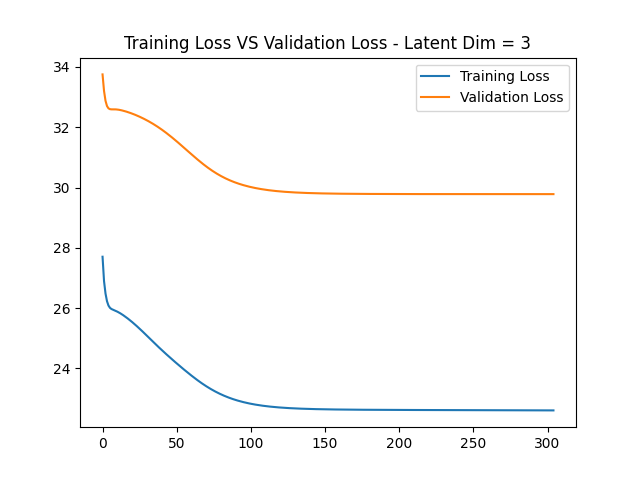 Training Loss VS Validation Loss - Latent Dim = 3
34
32
30
28
26
24
0 50 100 150 200 250 300
Training Loss
Validation Loss